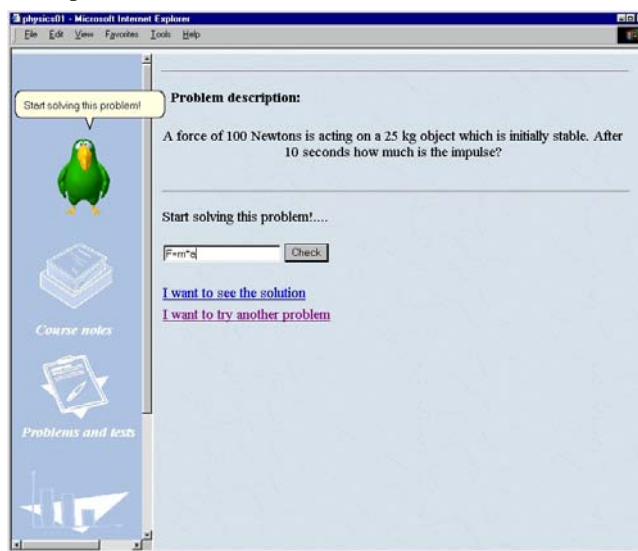 physics01 - Microsoft Internet Explorer
File Edit View Favorites Tools Help
Start solving this problem!
Problem description:
A force of 100 Newtons is acting on a 25 kg object which is initially stable. After
10 seconds how much is the impulse?
Start solving this problem!....
F=m*a
Check
I want to see the solution
I want to try another problem
Course notes
Problems and tests